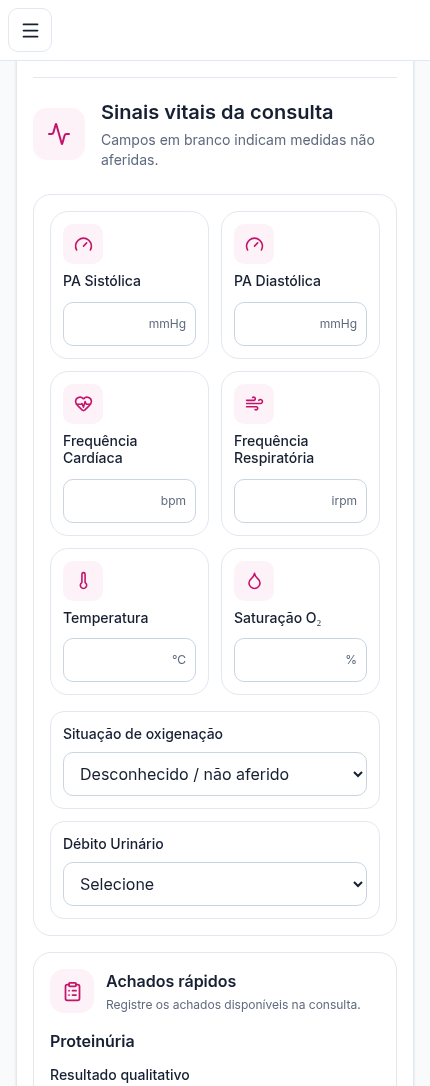 Sinais vitais da consulta
Campos em branco indicam medidas não
aferidas.
PA Sistólica
mmHg
PA Diastólica
mmHg
Frequência
Cardíaca
bpm
Frequência
Respiratória
irpm
Temperatura
°C
Saturação O₂
%
Situação de oxigenação
Desconhecido / não aferido
Débito Urinário
Selecione
Achados rápidos
Registre os achados disponíveis na consulta.
Proteinúria
Resultado qualitativo